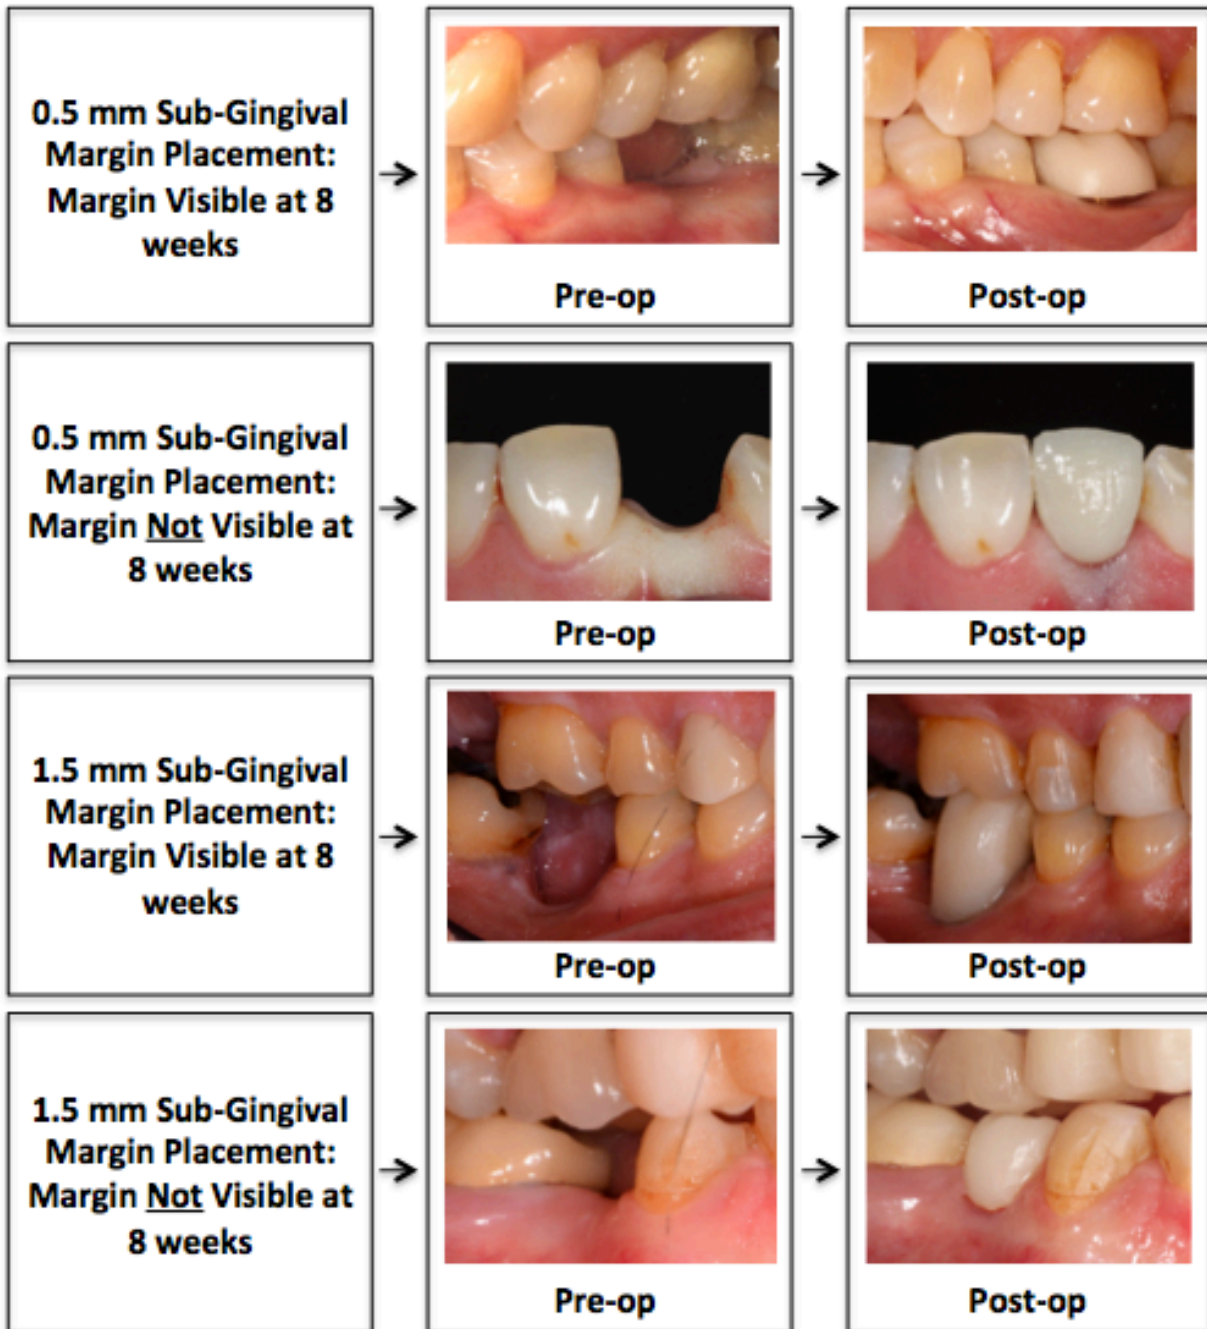 0.5 mm Sub-Gingival
Margin Placement:
Margin Visible at 8
weeks
Pre-op
Post-op
0.5 mm Sub-Gingival
Margin Placement:
Margin Not Visible at
8 weeks
Pre-op
Post-op
1.5 mm Sub-Gingival
Margin Placement:
Margin Visible at 8
weeks
Pre-op
Post-op
1.5 mm Sub-Gingival
Margin Placement:
Margin Not Visible at
8 weeks
Pre-op
Post-op